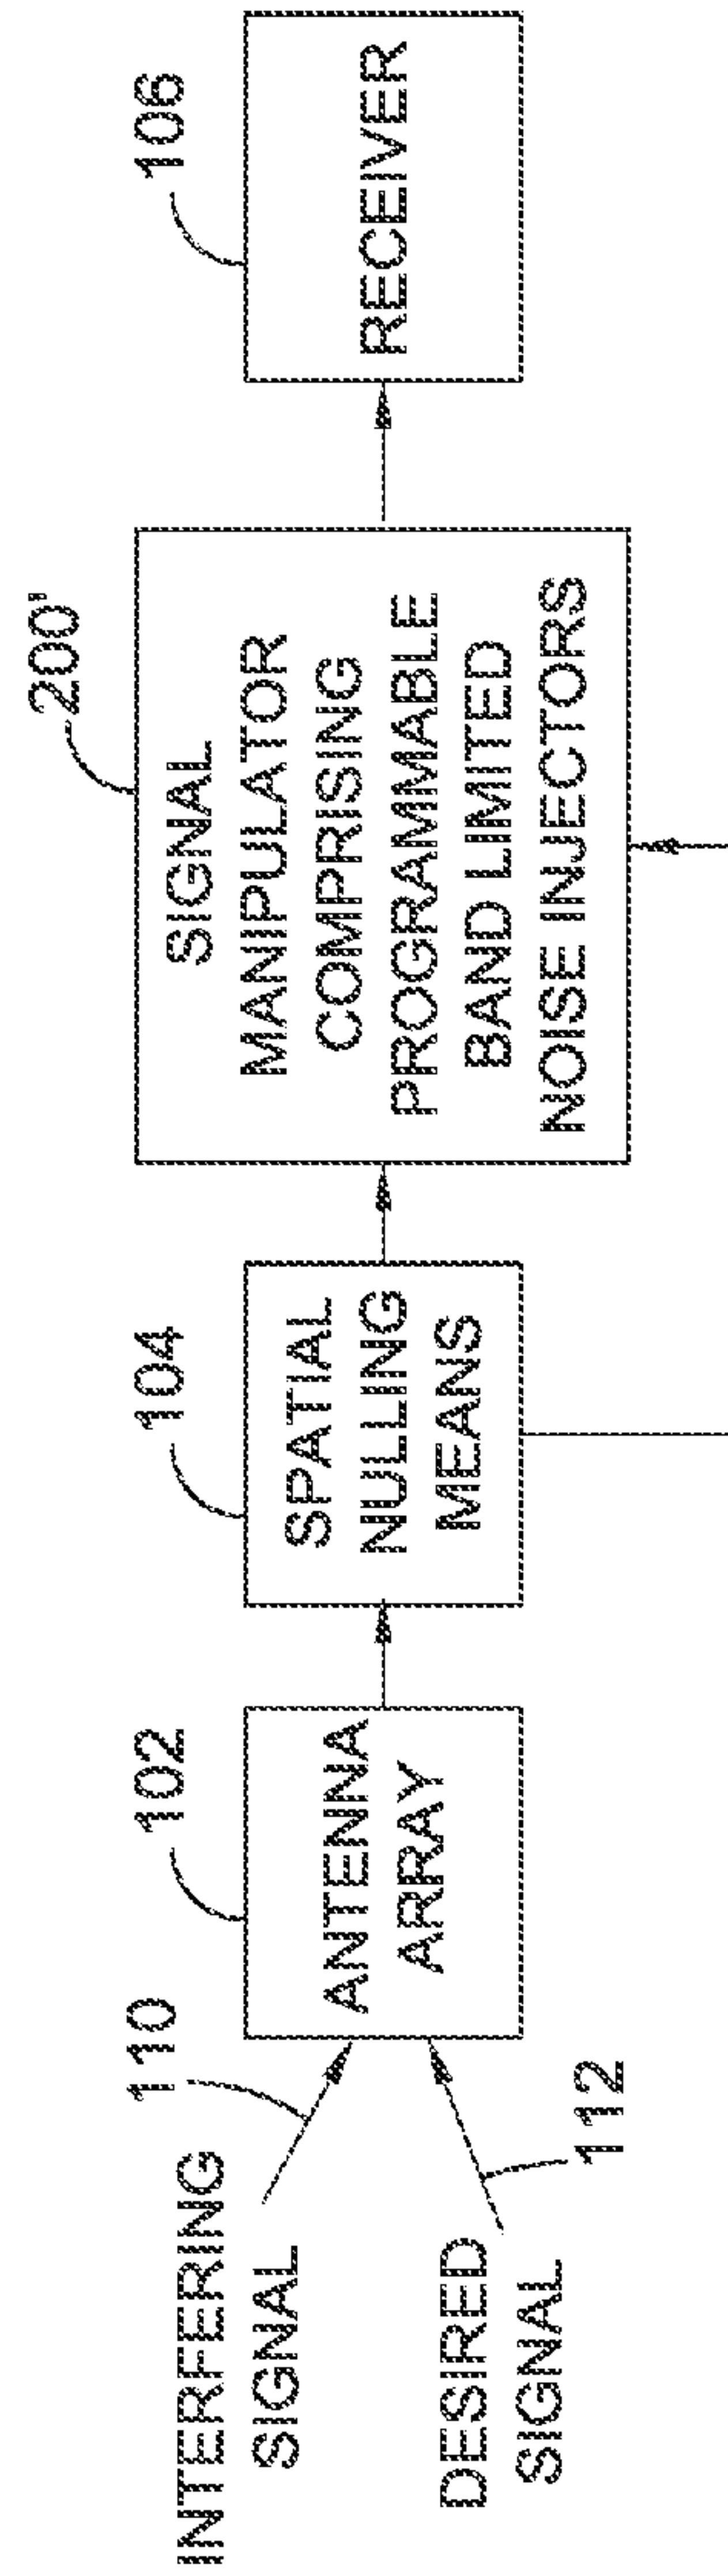 INTERFERING
SIGNAL
110
DESIRED
SIGNAL
112
102
ANTENNA
ARRAY
104
SPATIAL
NULLING
MEANS
200'
SIGNAL
MANIPULATOR
COMPRISING
PROGRAMMABLE
BAND LIMITED
NOISE INJECTORS
106
RECEIVER